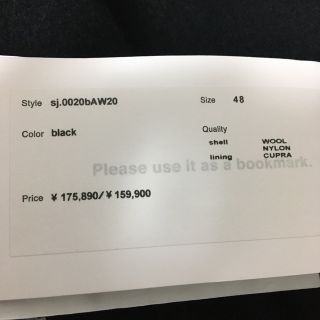 Style sj.0020bAW20 Size 48
Color black Quality
shell WOOL
NYLON
lining CUPRA
Please use it as a bookmark.
Price ¥ 175,890/¥ 159,900